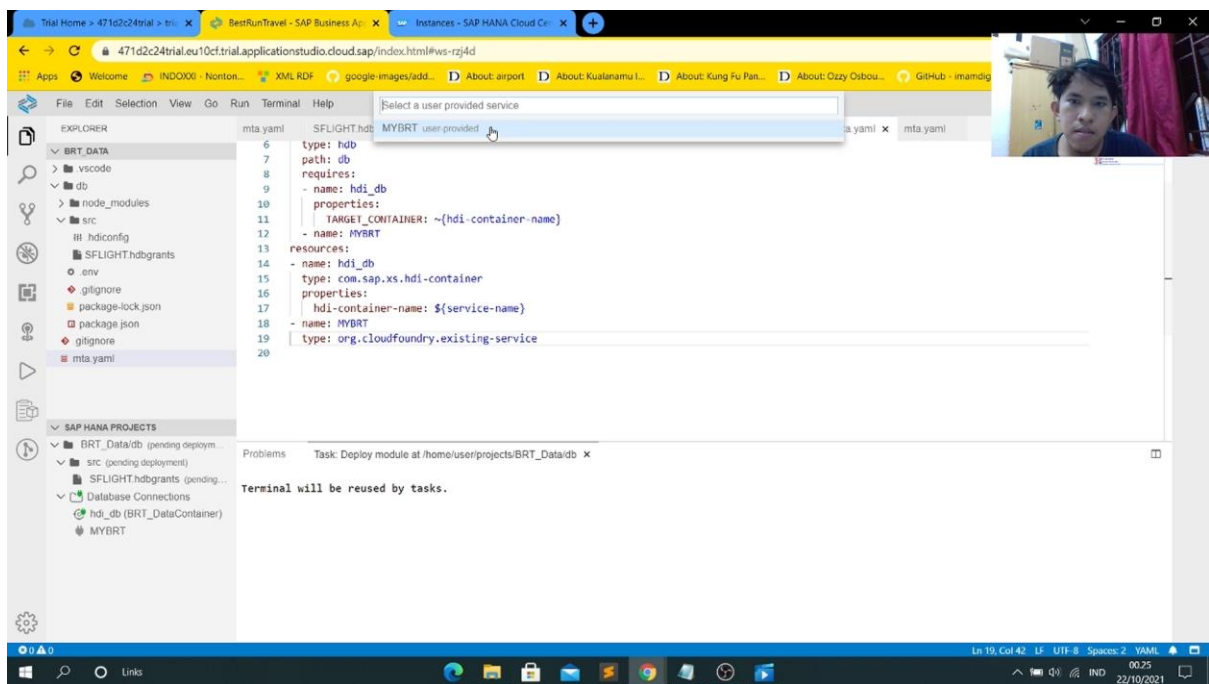 Trial Home > 471d2c24trial > tria
BestRunTravel - SAP Business Ap
Instances - SAP HANA Cloud Cen
471d2c24trial.eu10cf.trial.applicationstudio.cloud.sap/index.html#ws-rzj4d
Apps Welcome INDOXXI - Nonton... XML RDF google-images/add... About: airport About: Kualanamu I... About: Kung Fu Pan... About: Ozzy Osbou... GitHub - imamdig
File Edit Selection View Go Run Terminal Help
Select a user provided service
MYBRT user-provided
EXPLORER
BRT_DATA
.vscode
db
node_modules
src
.hdiconfig
SFLIGHT.hdbgrants
.env
.gitignore
package-lock.json
package.json
gitignore
mta.yaml
SAP HANA PROJECTS
BRT_Data/db (pending deploym...
src (pending deployment)
SFLIGHT.hdbgrants (pending...
Database Connections
hdi_db (BRT_DataContainer)
MYBRT
mta.yaml SFLIGHT.hdb a.yaml mta.yaml
6 type: hdb
7 path: db
8 requires:
9 - name: hdi_db
10 properties:
11 TARGET_CONTAINER: ~{hdi-container-name}
12 - name: MYBRT
13 resources:
14 - name: hdi_db
15 type: com.sap.xs.hdi-container
16 properties:
17 hdi-container-name: ${service-name}
18 - name: MYBRT
19 type: org.cloudfoundry.existing-service
20
Problems Task: Deploy module at /home/user/projects/BRT_Data/db
Terminal will be reused by tasks.
0 0
Ln 19, Col 42 LF UTF-8 Spaces: 2 YAML
Links
IND
00.25
22/10/2021